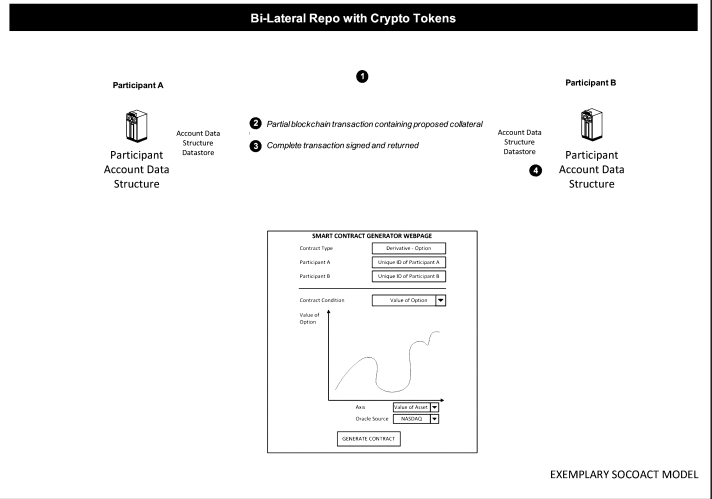 Bi-Lateral Repo with Crypto Tokens
1
Participant A
Participant B
2 Partial blockchain transaction containing proposed collateral
3 Complete transaction signed and returned
Account Data
Structure
Datastore
Account Data
Structure
Datastore
4
Participant
Account Data
Structure
Participant
Account Data
Structure
SMART CONTRACT GENERATOR WEBPAGE
Contract Type Derivative - Option
Participant A Unique ID of Participant A
Participant B Unique ID of Participant B
Contract Condition Value of Option
Value of
Option
Axis Value of Asset
Oracle Source NASDAQ
GENERATE CONTRACT
EXEMPLARY SOCOACT MODEL